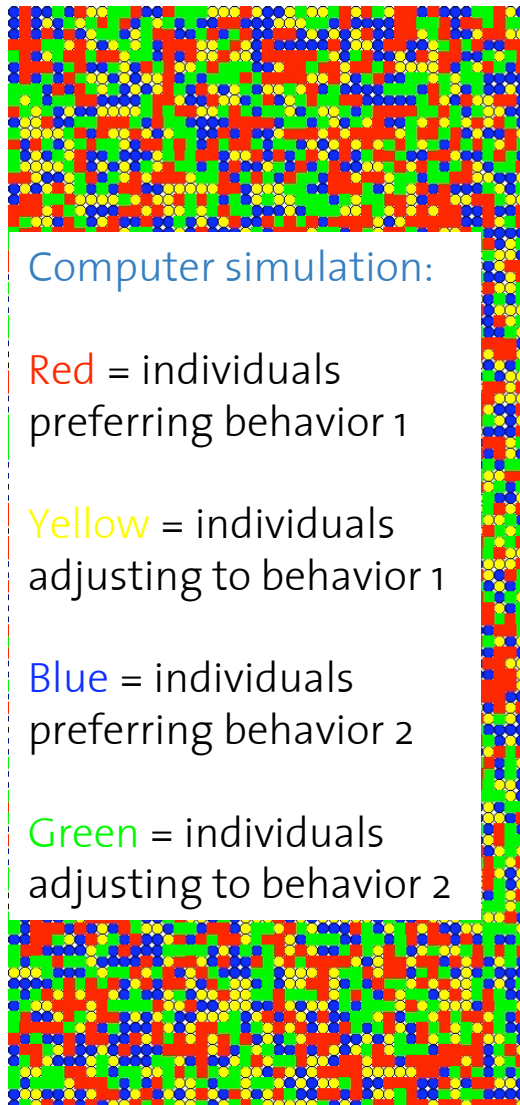 Computer simulation:
Red = individuals
preferring behavior 1
Yellow = individuals
adjusting to behavior 1
Blue = individuals
preferring behavior 2
Green = individuals
adjusting to behavior 2